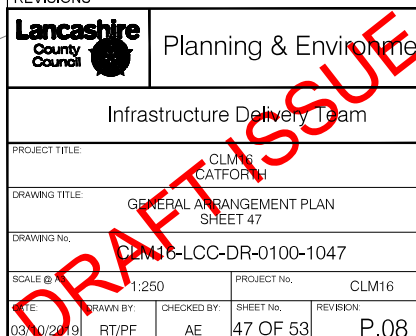 REVISIONS
Lancashire
County
Council
Planning & Environme
Infrastructure Delivery Team
PROJECT TITLE:
CLM16
CATFORTH
DRAWING TITLE:
GENERAL ARRANGEMENT PLAN
SHEET 47
DRAWING No.
CLM16-LCC-DR-0100-1047
SCALE @ A1
1:250
PROJECT No.
CLM16
DATE:
DRAWN BY:
CHECKED BY:
SHEET No.
REVISION:
03/10/2019
RT/PF
AE
47 OF 53
P.08
DRAFT ISSUE